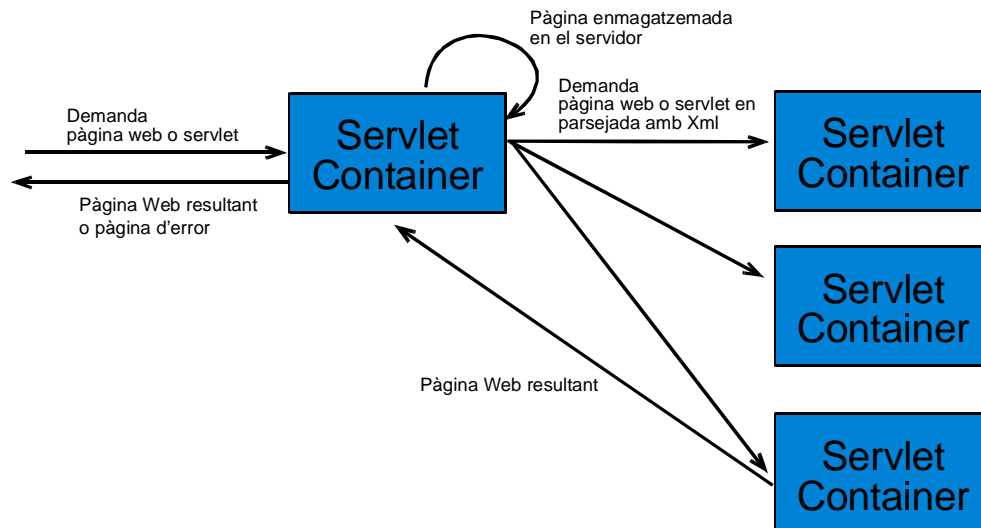 Pàgina enmagatzemada
en el servidor
Demanda
pàgina web o servlet
Servlet
Container
Demanda
pàgina web o servlet en
parsejada amb Xml
Servlet
Container
Pàgina Web resultant
o pàgina d'error
Servlet
Container
Pàgina Web resultant
Servlet
Container